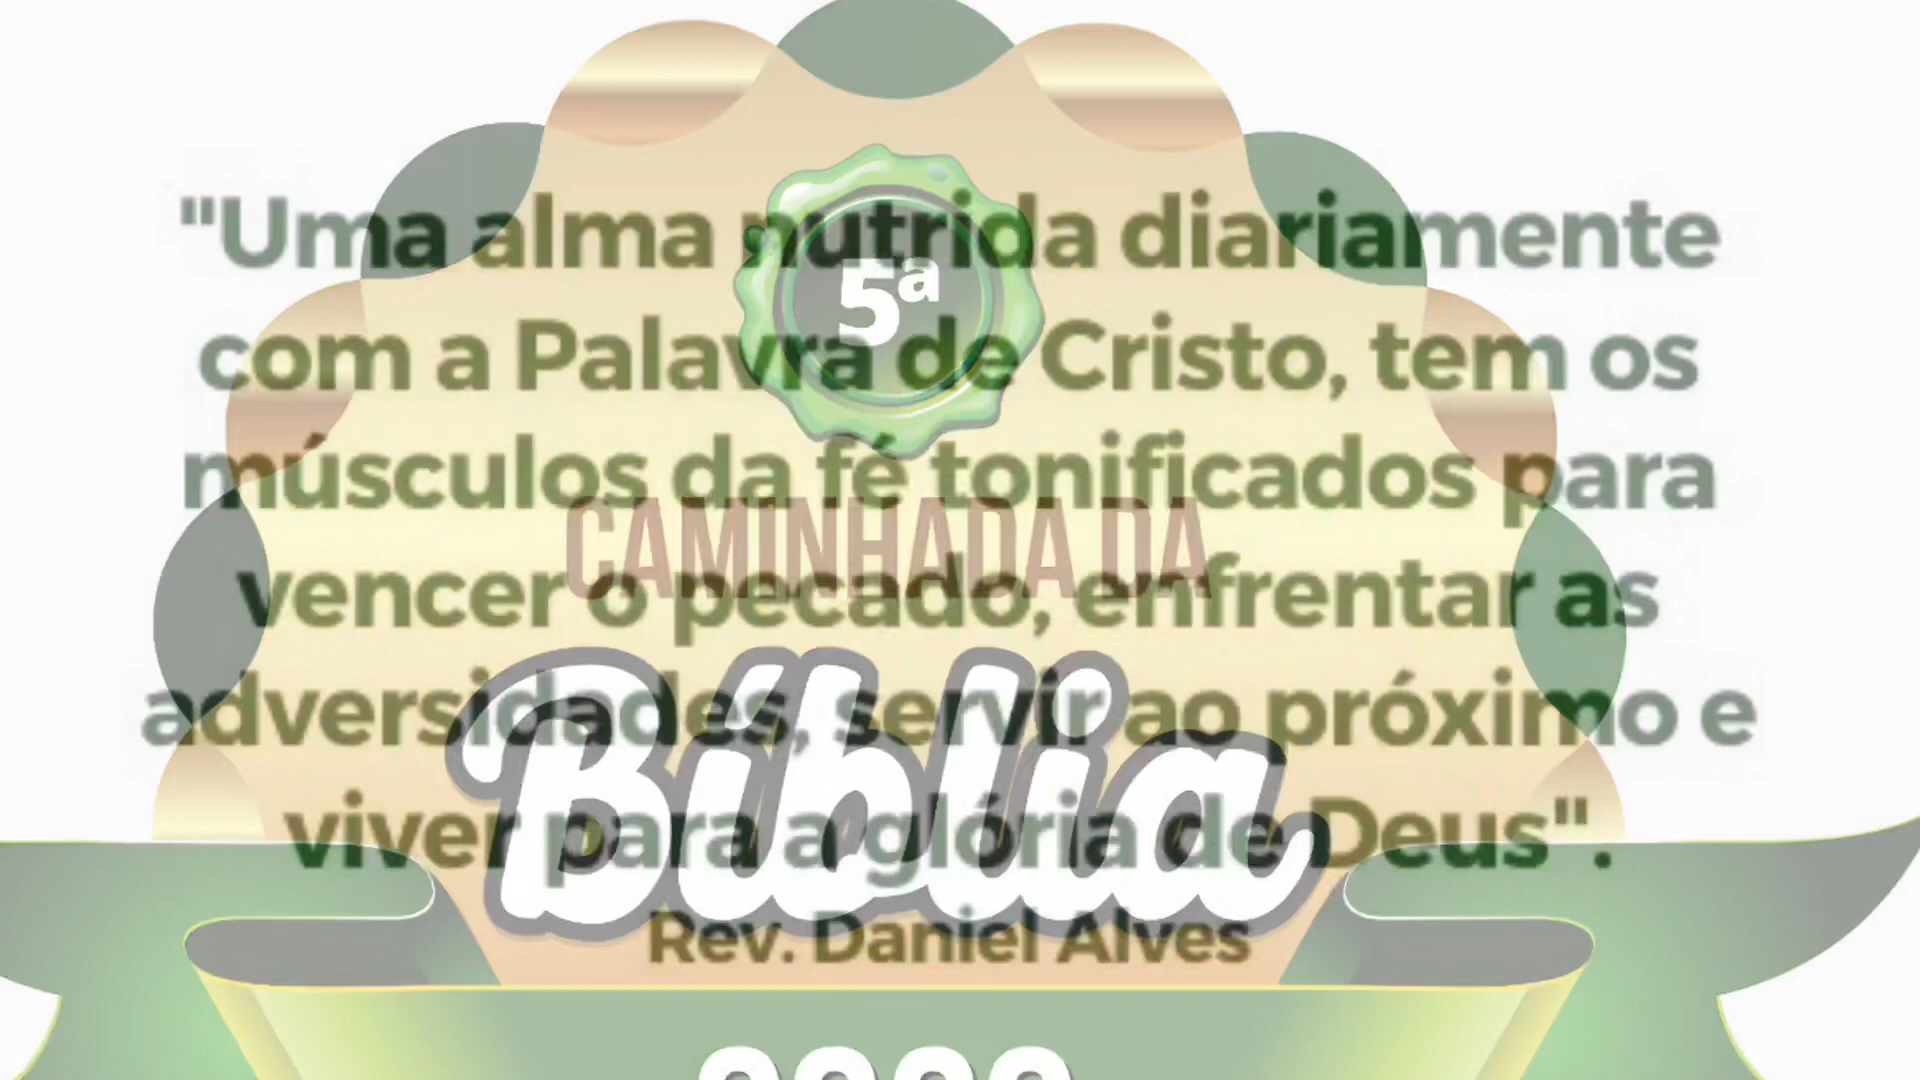 "Uma alma nutrida diariamente
com a Palavra de Cristo, tem os
músculos da fé tonificados para
vencer o pecado, enfrentar as
adversidades, servir ao próximo e
viver para a glória de Deus".
Rev. Daniel Alves
5ª
CAMINHADA DA
Bíblia